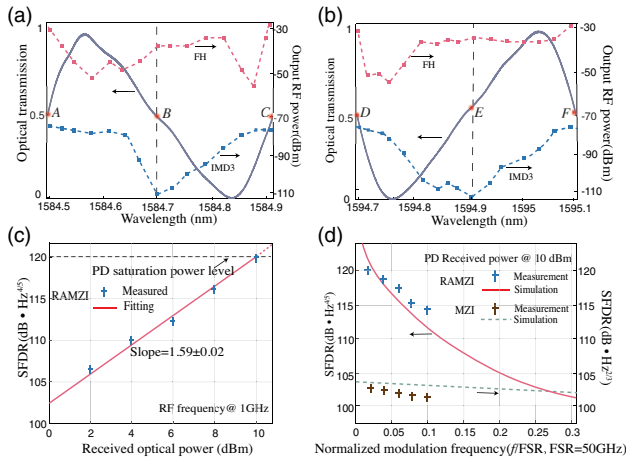 (a)
Optical transmission
1
0.5
0
A
B
C
FH
IMD3
-30
-50
-70
-90
-110
Output RF power(dBm)
1584.5
1584.6
1584.7
1584.8
1584.9
Wavelength (nm)
(b)
Optical transmission
1
0.5
0
D
E
F
FH
IMD3
-30
-50
-70
-90
-110
Output RF power(dBm)
1594.7
1594.8
1594.9
1595
1595.1
Wavelength (nm)
(c)
SFDR(dB • Hz4/5)
120
115
110
105
100
PD saturation power level
RAMZI
Measured
Fitting
Slope=1.59±0.02
RF frequency@ 1GHz
0
2
4
6
8
10
Received optical power (dBm)
(d)
SFDR(dB • Hz4/5)
120
115
110
105
100
PD Received power @ 10 dBm
RAMZI
Measurement
Simulation
MZI
Measurement
Simulation
120
115
110
105
100
SFDR(dB • Hz2/3)
0
0.1
0.2
0.3
Normalized modulation frequency(f/FSR, FSR=50GHz)